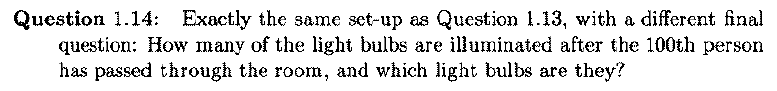 Question 1.14: Exactly the same set-up as Question 1.13, with a different final
question: How many of the light bulbs are illuminated after the 100th person
has passed through the room, and which light bulbs are they?